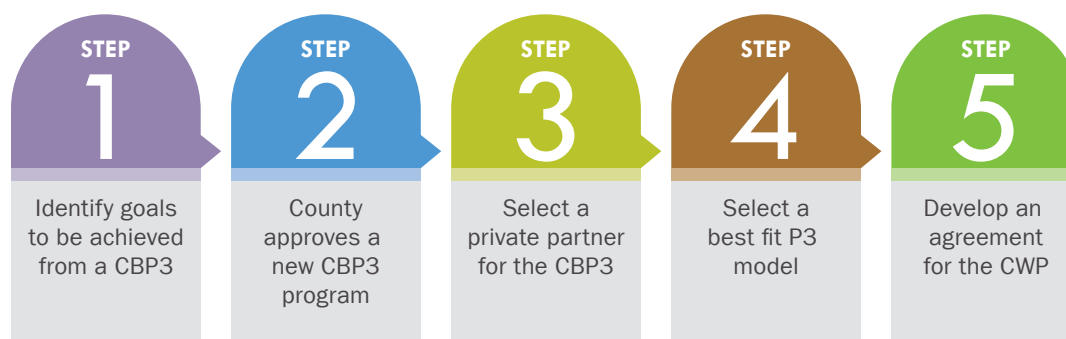 STEP
1
Identify goals
to be achieved
from a CBP3
STEP
2
County
approves a
new CBP3
program
STEP
3
Select a
private partner
for the CBP3
STEP
4
Select a
best fit P3
model
STEP
5
Develop an
agreement
for the CWP